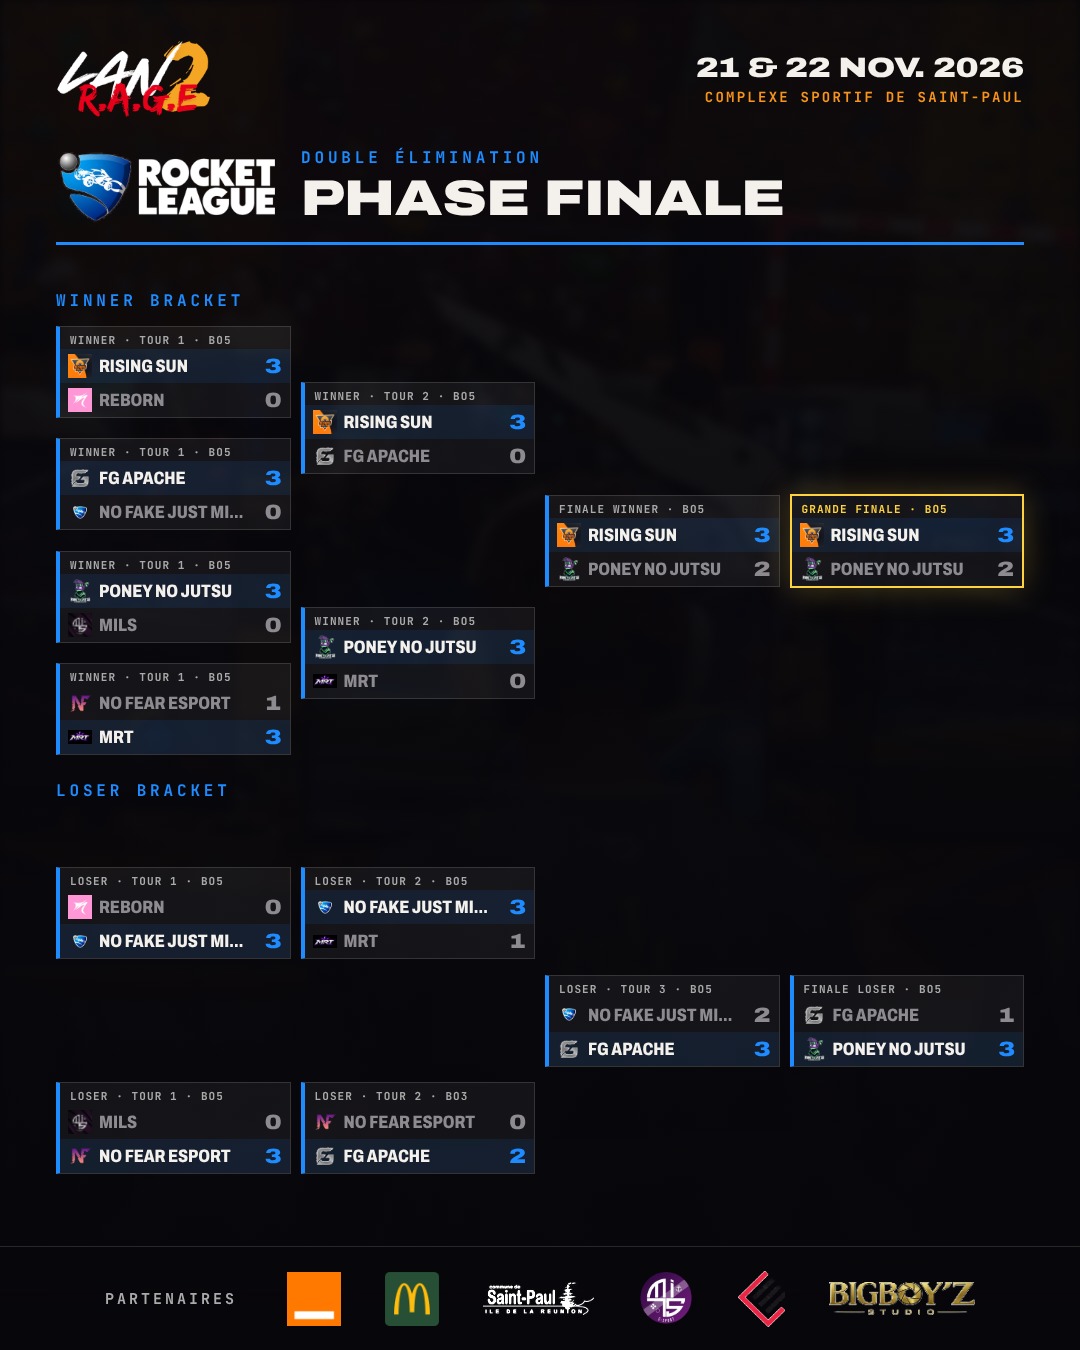 LAN 2
R.A.G.E
21 & 22 NOV. 2026
COMPLEXE SPORTIF DE SAINT-PAUL
ROCKET
LEAGUE
DOUBLE ÉLIMINATION
PHASE FINALE
WINNER BRACKET
WINNER · TOUR 1 · BO5
RISING SUN 3
REBORN 0
WINNER · TOUR 1 · BO5
FG APACHE 3
NO FAKE JUST MI... 0
WINNER · TOUR 1 · BO5
PONEY NO JUTSU 3
MILS 0
WINNER · TOUR 1 · BO5
NO FEAR ESPORT 1
MRT 3
WINNER · TOUR 2 · BO5
RISING SUN 3
FG APACHE 0
WINNER · TOUR 2 · BO5
PONEY NO JUTSU 3
MRT 0
FINALE WINNER · BO5
RISING SUN 3
PONEY NO JUTSU 2
GRANDE FINALE · BO5
RISING SUN 3
PONEY NO JUTSU 2
LOSER BRACKET
LOSER · TOUR 1 · BO5
REBORN 0
NO FAKE JUST MI... 3
LOSER · TOUR 1 · BO5
MILS 0
NO FEAR ESPORT 3
LOSER · TOUR 2 · BO5
NO FAKE JUST MI... 3
MRT 1
LOSER · TOUR 2 · BO3
NO FEAR ESPORT 0
FG APACHE 2
LOSER · TOUR 3 · BO5
NO FAKE JUST MI... 2
FG APACHE 3
FINALE LOSER · BO5
FG APACHE 1
PONEY NO JUTSU 3
PARTENAIRES
commune de
Saint-Paul
ILE DE LA REUNION
BIGBOY'Z
STUDIO